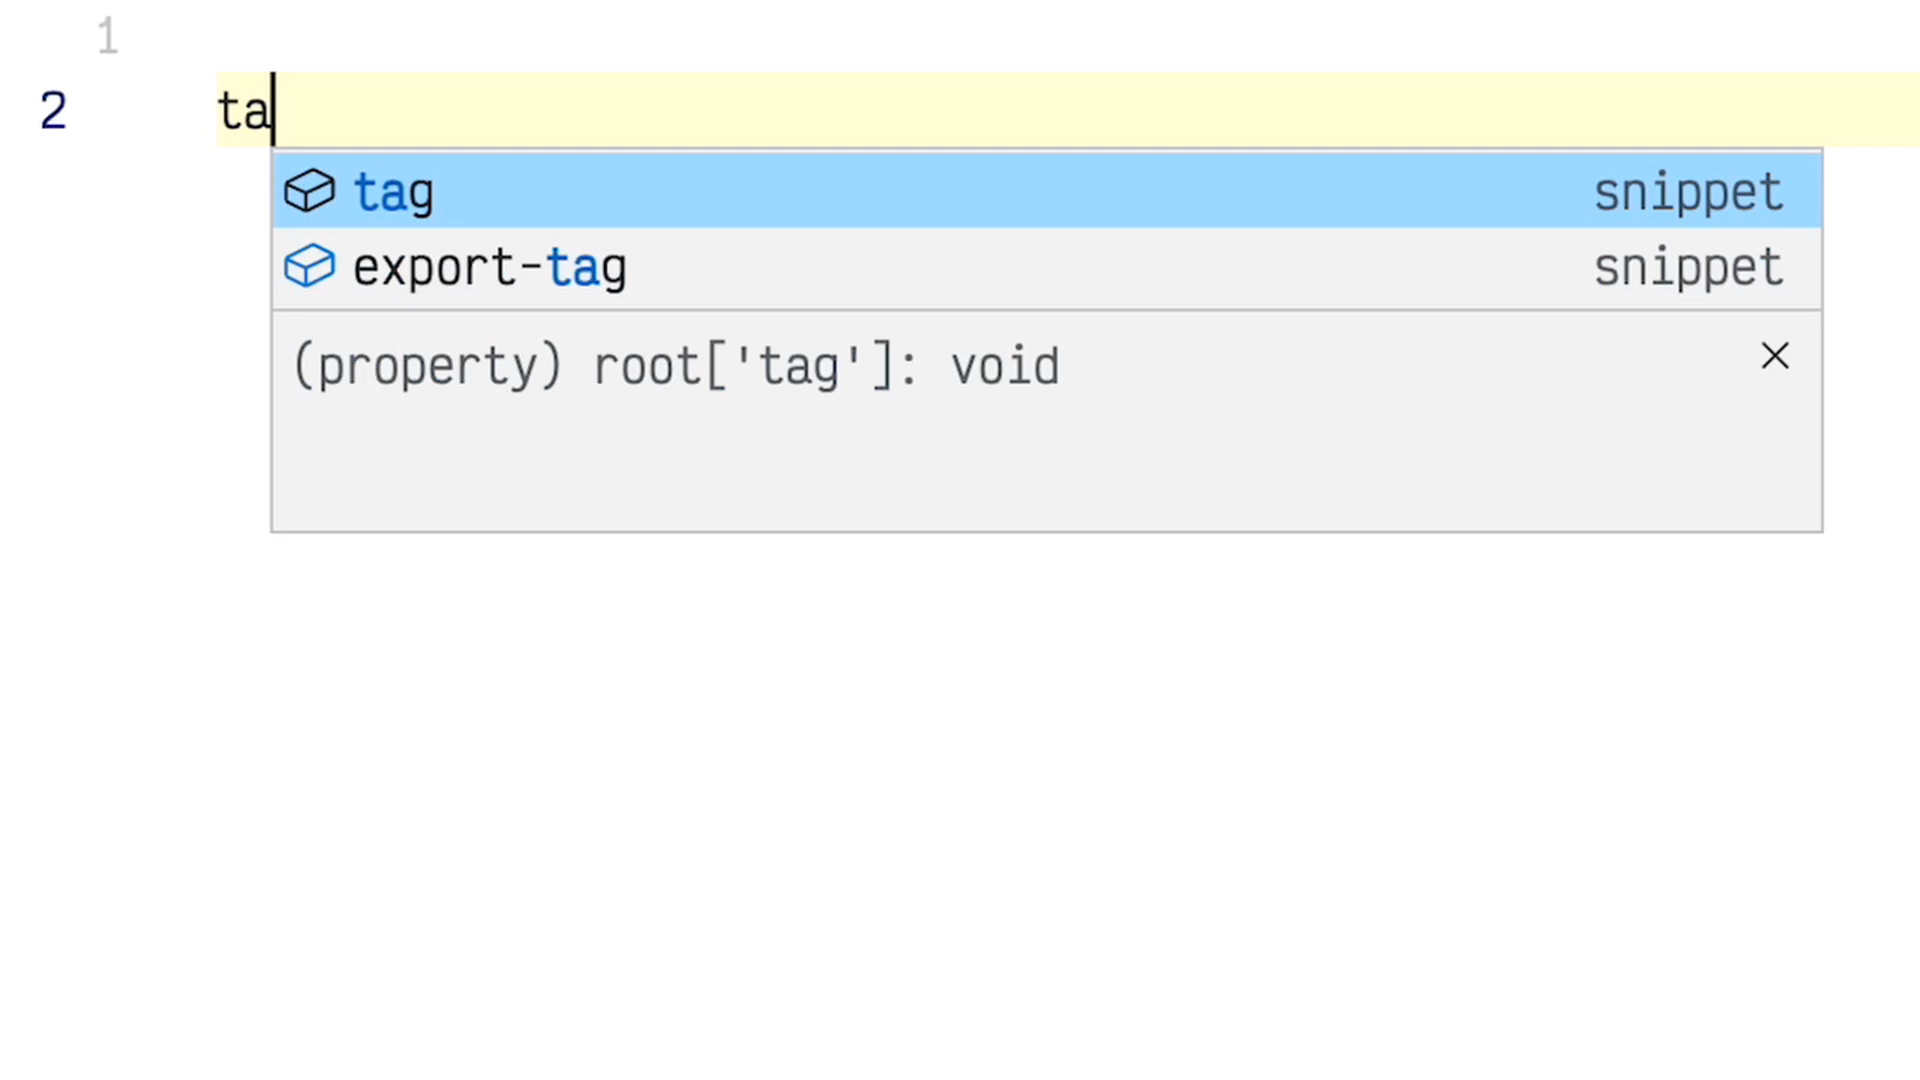 1
2 ta
tag snippet
export-tag snippet
(property) root['tag']: void